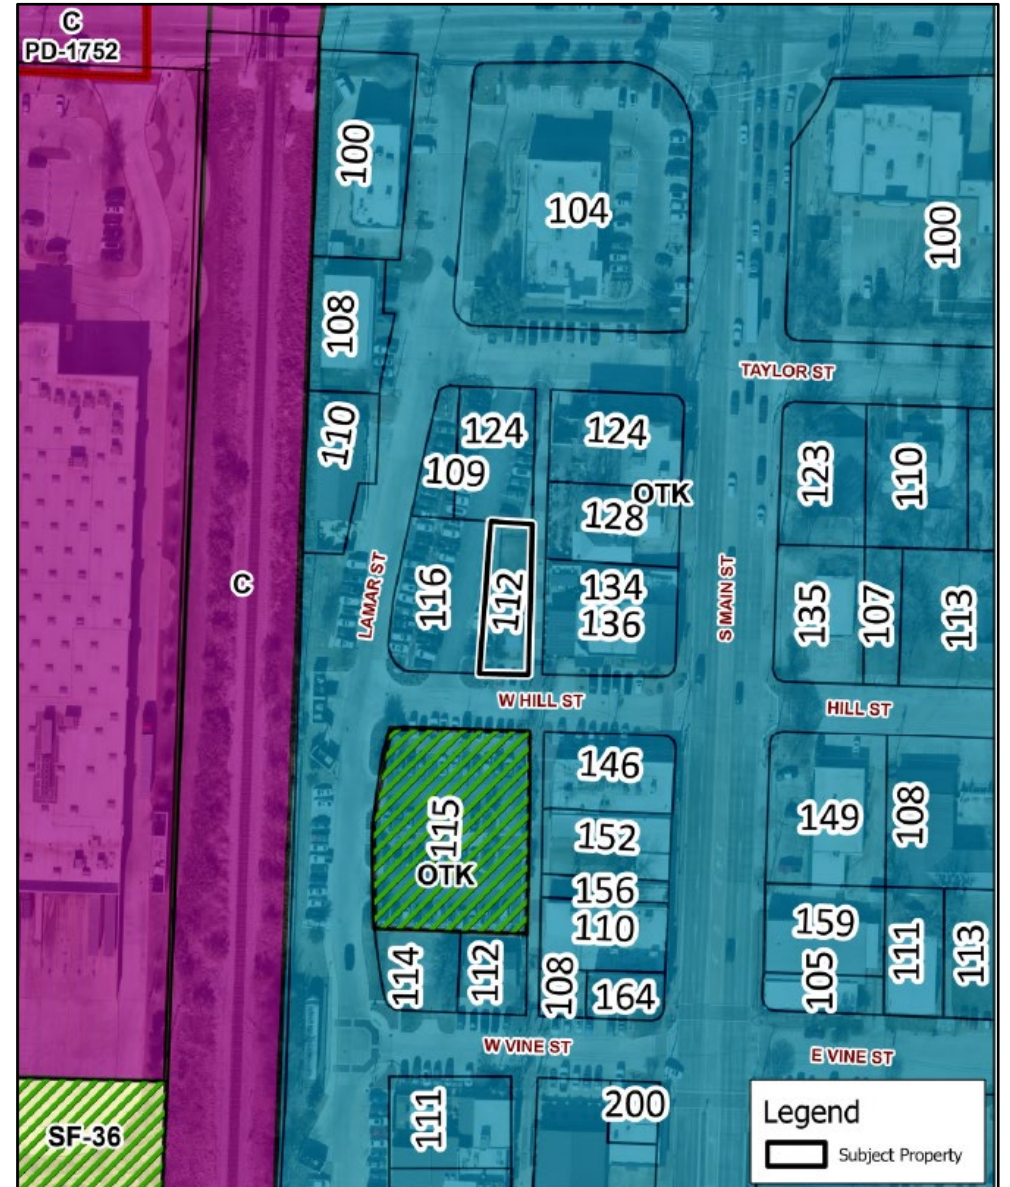 C
PD-1752
100
104
100
108
TAYLOR ST
110
124
124
109
OTK
128
123
110
C
LAMAR ST
116
112
134
136
S MAIN ST
135
107
113
W HILL ST
HILL ST
146
115
OTK
152
149
108
156
110
159
114
112
108
164
105
111
113
W VINE ST
E VINE ST
111
200
SF-36
Legend
Subject Property